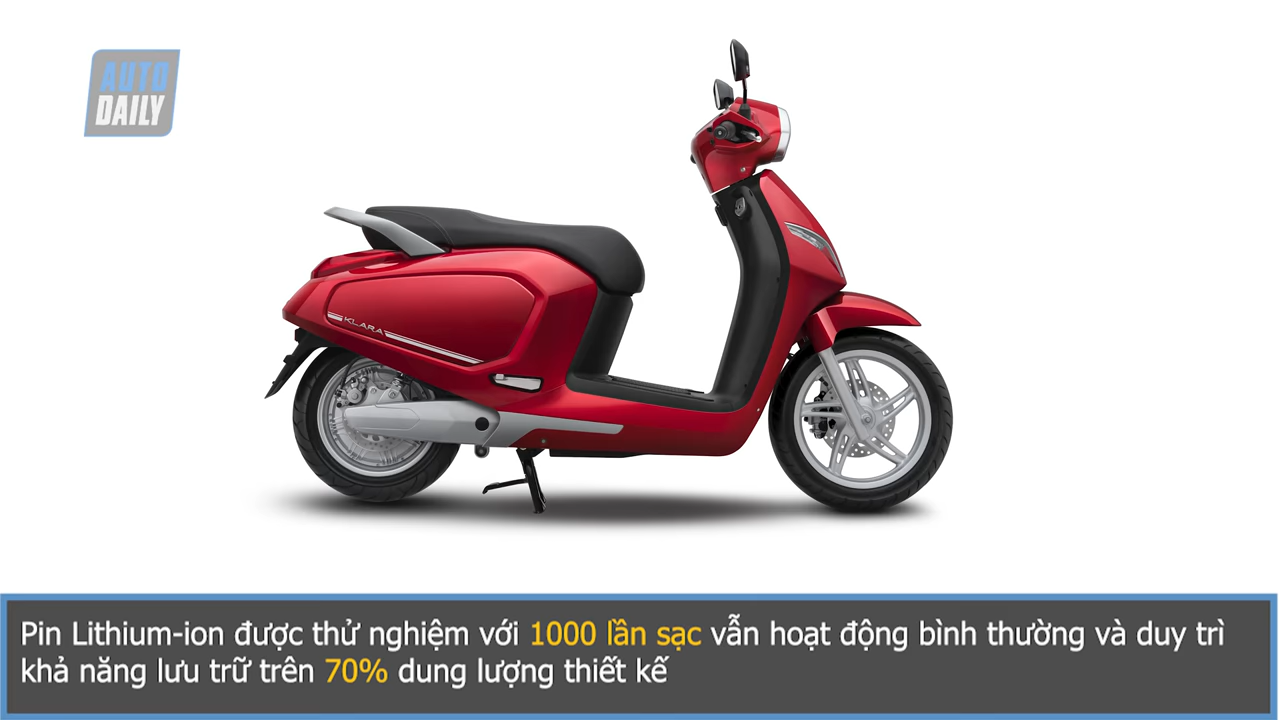 AUTO
DAILY
KLARA
Pin Lithium-ion được thử nghiệm với 1000 lần sạc vẫn hoạt động bình thường và duy trì
khả năng lưu trữ trên 70% dung lượng thiết kế